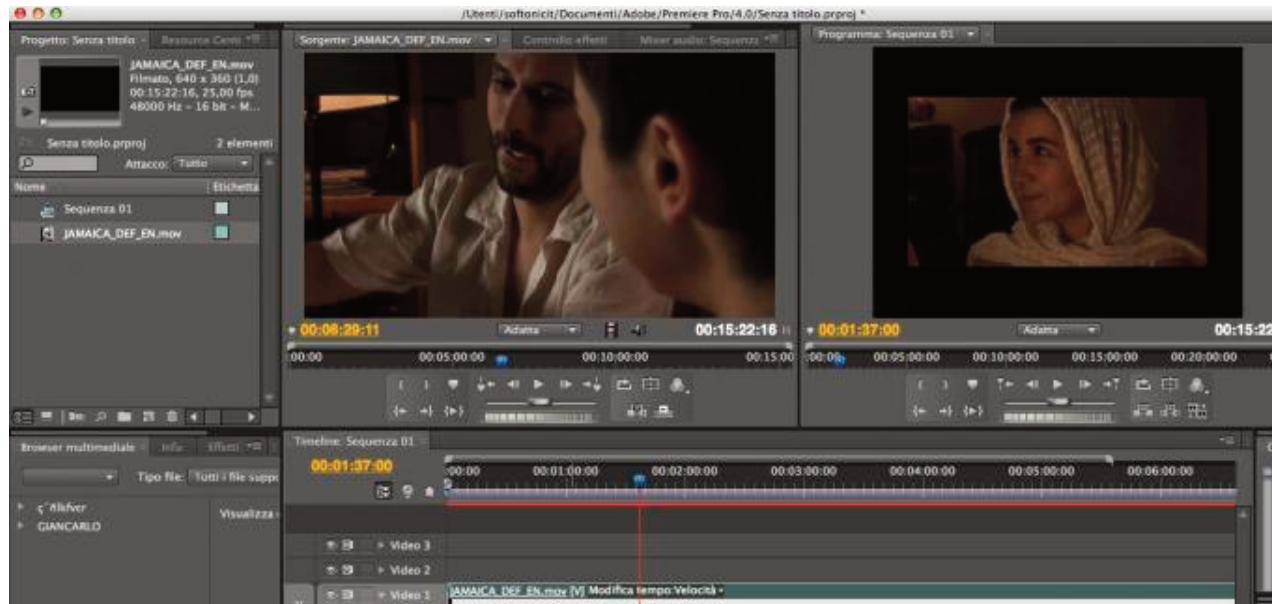 /Utenti/softonicit/Documenti/Adobe/Premiere Pro/4.0/Senza titolo.prproj *
Progetto: Senza titolo
Resource Centr
JAMAICA_DEF_EN.mov
Filmato, 640 x 360 (1,0)
00:15:22:16, 25,00 fps
48000 Hz - 16 bit - M...
Senza titolo.prproj
2 elementi
Attacco: Tutto
Nome
Etichetta
Sequenza 01
JAMAICA_DEF_EN.mov
Sorgente: JAMAICA_DEF_EN.mov
Controllo effetti
Mixer audio: Sequenza
00:06:29:11
Adatta
00:15:22:16
:00:00
00:05:00:00
00:10:00:00
00:15:00
Programma: Sequenza 01
00:01:37:00
Adatta
00:15:22
00:00
00:05:00:00
00:10:00:00
00:15:00:00
00:20:00:00
Browser multimediale
Info
Effetti
Tipo file: Tutti i file suppo
GIANCARLO
Visualizza
Timeline: Sequenza 01
00:01:37:00
:00:00
00:01:00:00
00:02:00:00
00:03:00:00
00:04:00:00
00:05:00:00
00:06:00:00
Video 3
Video 2
Video 1
JAMAICA_DEF_EN.mov [V] Modifica tempo:Velocità